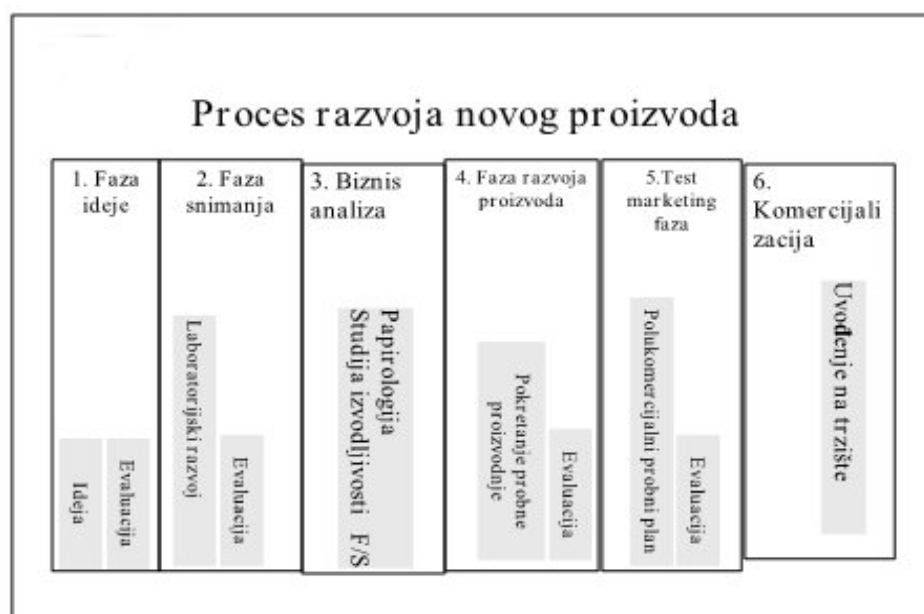 Proces razvoja novog proizvoda
1. Faza
ideje
Ideja
Evaluacija
2. Faza
snimanja
Laboratorijski razvoj
Evaluacija
3. Biznis
analiza
Papirologija
Studija izvodljivosti F/S
4. Faza razvoja
proizvoda
Pokretanje probne
proizvodnje
Evaluacija
5.Test
marketing
faza
Polukomercijalni probni plan
Evaluacija
6.
Komercijali
zacija
Uvođenje na trzište